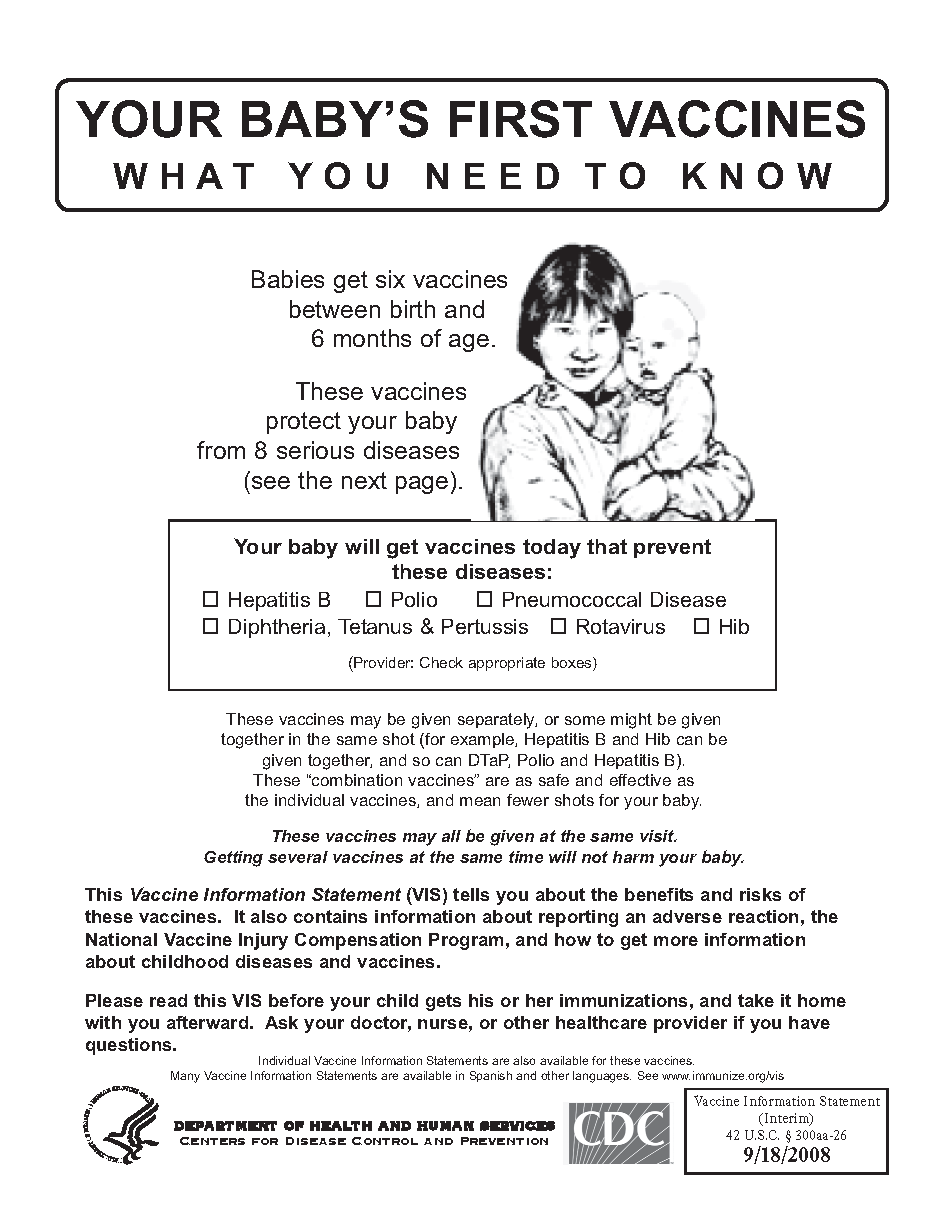 YOUR BABY’S FIRST VACCINES
WHAT YOU NEED TO KNOW
Babies get six vaccines
between birth and
6 months of age.
These vaccines
protect your baby
from 8 serious diseases
(see the next page).
Your baby will get vaccines today that prevent
these diseases:
☐ Hepatitis B ☐ Polio ☐ Pneumococcal Disease
☐ Diphtheria, Tetanus & Pertussis ☐ Rotavirus ☐ Hib
(Provider: Check appropriate boxes)
These vaccines may be given separately, or some might be given
together in the same shot (for example, Hepatitis B and Hib can be
given together, and so can DTaP, Polio and Hepatitis B).
These “combination vaccines” are as safe and effective as
the individual vaccines, and mean fewer shots for your baby.
These vaccines may all be given at the same visit.
Getting several vaccines at the same time will not harm your baby.
This Vaccine Information Statement (VIS) tells you about the benefits and risks of
these vaccines. It also contains information about reporting an adverse reaction, the
National Vaccine Injury Compensation Program, and how to get more information
about childhood diseases and vaccines.
Please read this VIS before your child gets his or her immunizations, and take it home
with you afterward. Ask your doctor, nurse, or other healthcare provider if you have
questions.
Individual Vaccine Information Statements are also available for these vaccines.
Many Vaccine Information Statements are available in Spanish and other languages. See www.immunize.org/vis
DEPARTMENT OF HEALTH AND HUMAN SERVICES
CENTERS FOR DISEASE CONTROL AND PREVENTION
CDC
Vaccine Information Statement
(Interim)
42 U.S.C. § 300aa-26
9/18/2008